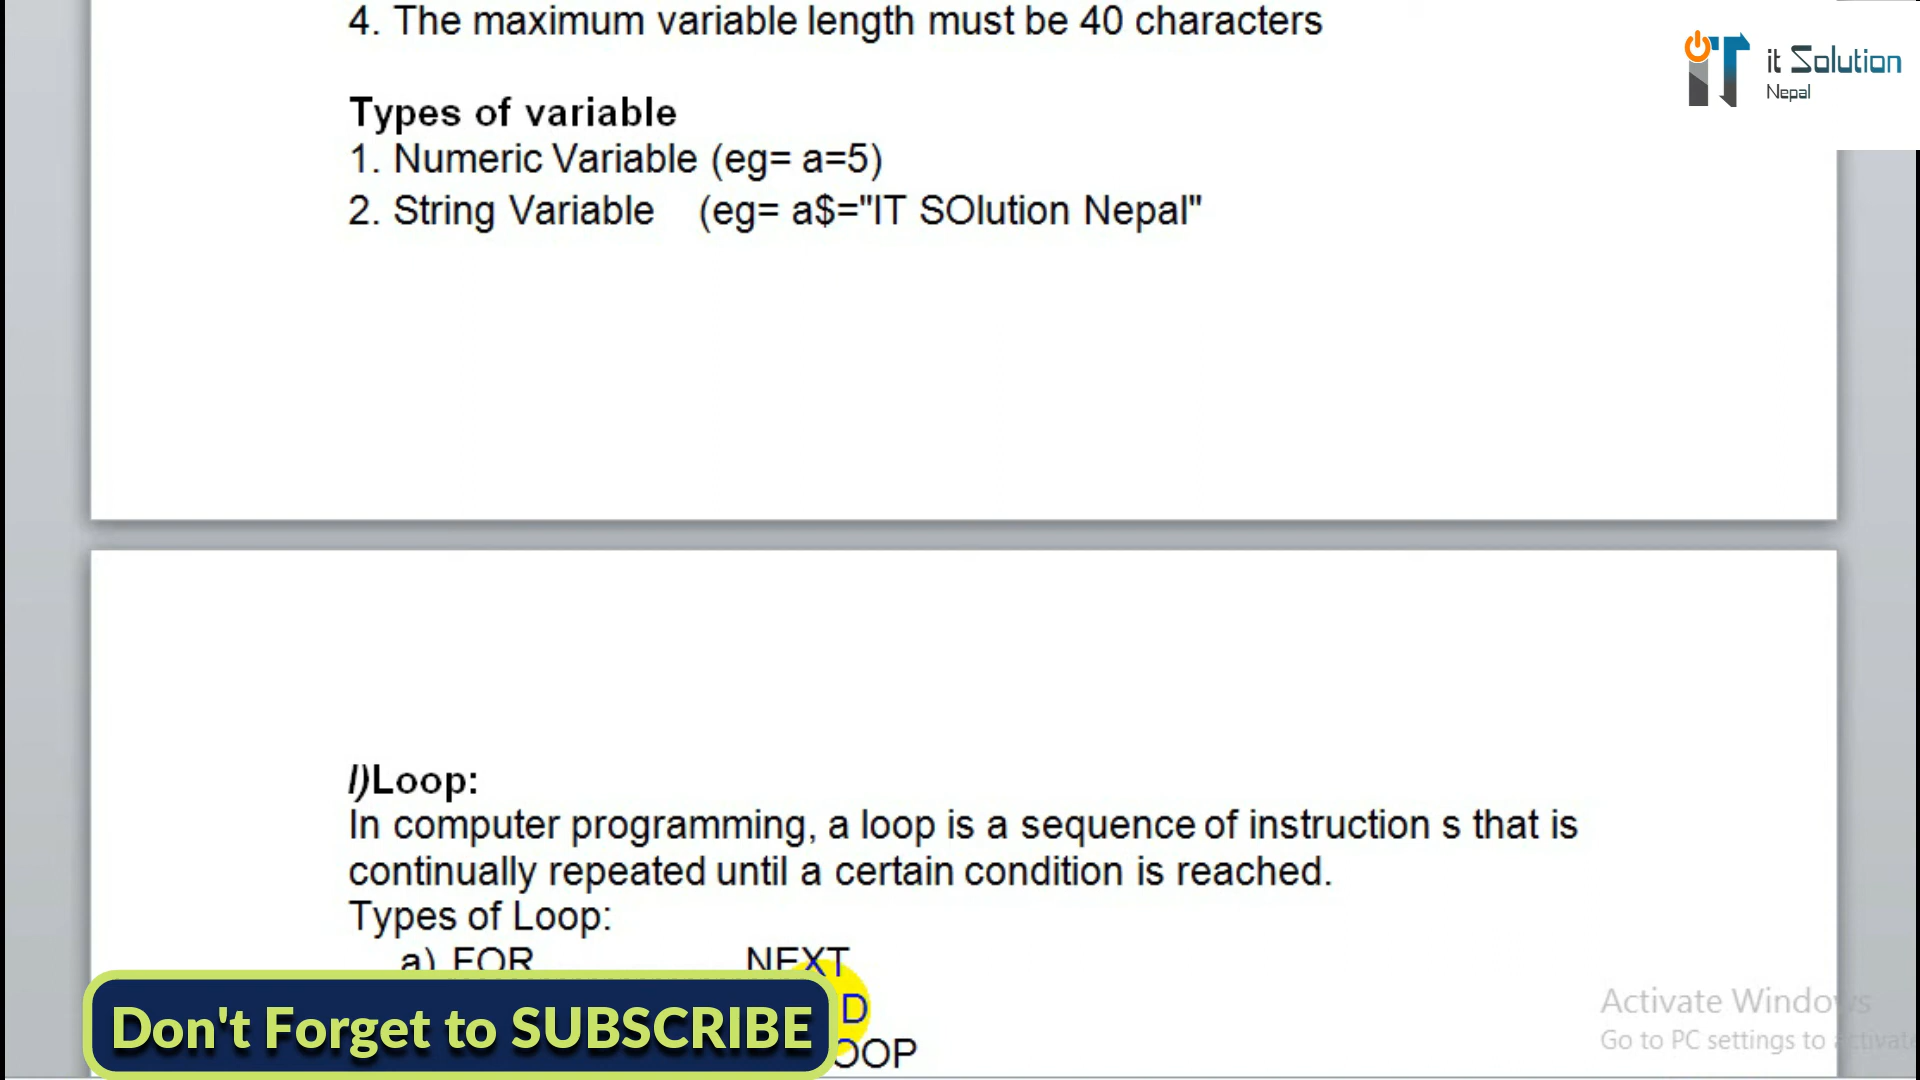 4. The maximum variable length must be 40 characters
it Solution
Nepal
Types of variable
1. Numeric Variable (eg= a=5)
2. String Variable (eg= a$="IT SOlution Nepal"
l)Loop:
In computer programming, a loop is a sequence of instruction s that is
continually repeated until a certain condition is reached.
Types of Loop:
a) FOR NEXT
Don't Forget to SUBSCRIBE
Activate Windows
Go to PC settings to activate